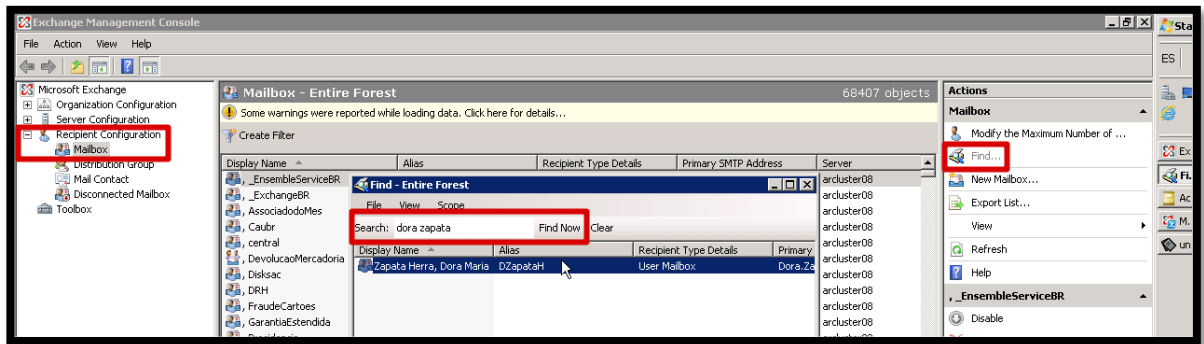 Exchange Management Console
File Action View Help
Microsoft Exchange
Organization Configuration
Server Configuration
Recipient Configuration
Mailbox
Distribution Group
Mail Contact
Disconnected Mailbox
Toolbox
Mailbox - Entire Forest 68407 objects
Some warnings were reported while loading data. Click here for details...
Create Filter
Display Name Alias Recipient Type Details Primary SMTP Address Server
, _EnsembleServiceBR arcluster08
, _ExchangeBR arcluster08
, AssociadodoMes arcluster08
, Caubr arcluster08
, central arcluster08
, DevolucaoMercadoria arcluster08
, Disksac arcluster08
, DRH arcluster08
, FraudeCartoes arcluster08
, GarantiaEstendida arcluster08
Find - Entire Forest
File View Scope
Search: dora zapata Find Now Clear
Display Name Alias Recipient Type Details Primary
Zapata Herra, Dora Maria DZapataH User Mailbox Dora.Za
Actions
Mailbox
Modify the Maximum Number of ...
Find...
New Mailbox...
Export List...
View
Refresh
Help
, _EnsembleServiceBR
Disable
Sta
ES
Ex
Fi.
Ac
M.
un